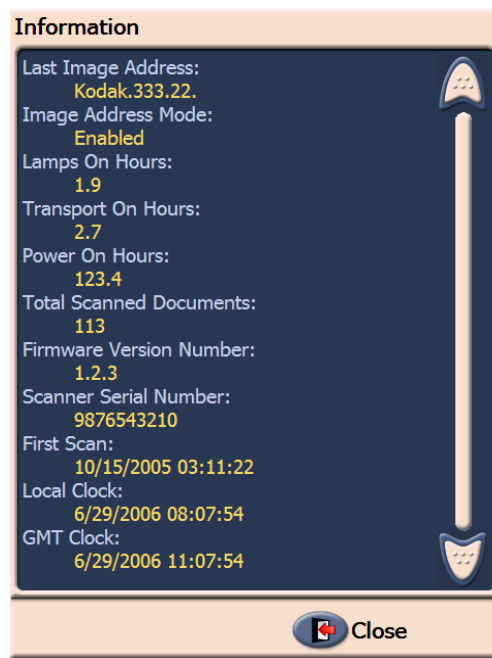 Information
Last Image Address:
Kodak.333.22.
Image Address Mode:
Enabled
Lamps On Hours:
1.9
Transport On Hours:
2.7
Power On Hours:
123.4
Total Scanned Documents:
113
Firmware Version Number:
1.2.3
Scanner Serial Number:
9876543210
First Scan:
10/15/2005 03:11:22
Local Clock:
6/29/2006 08:07:54
GMT Clock:
6/29/2006 11:07:54
Close